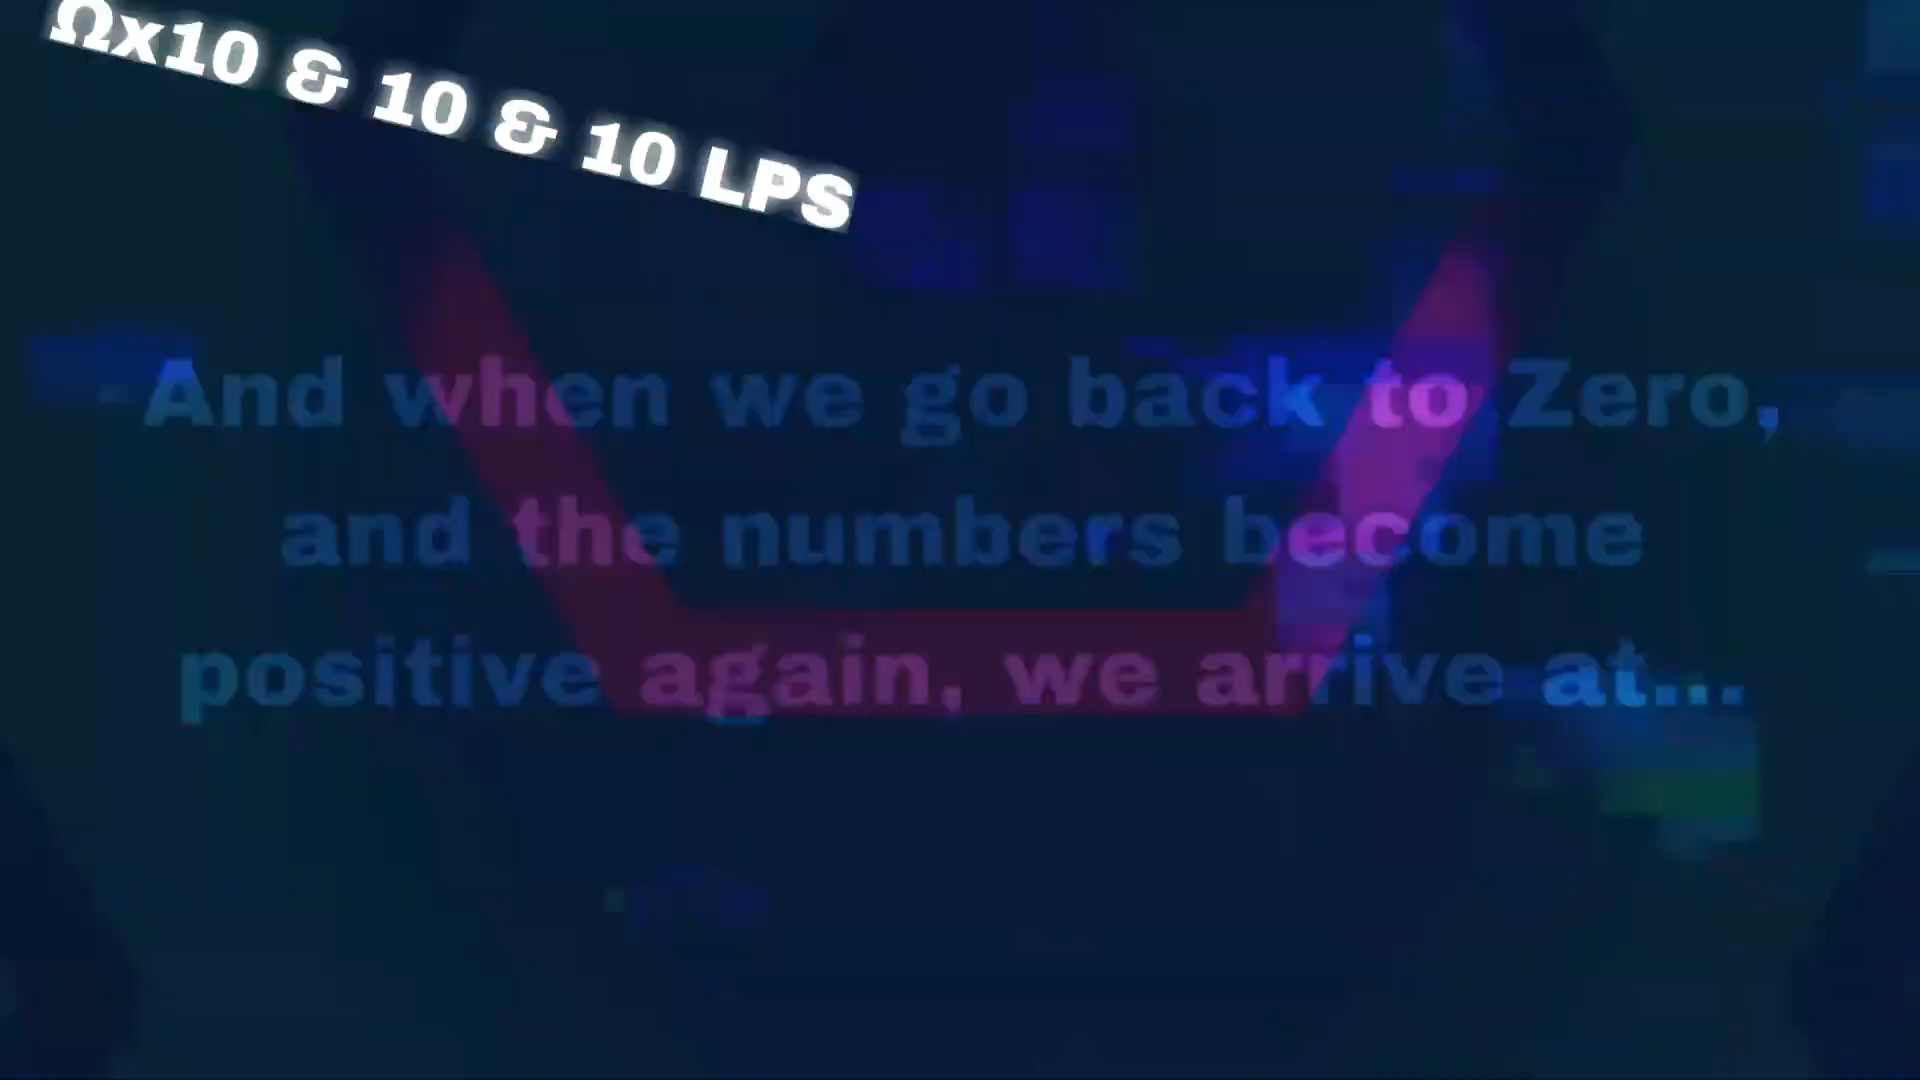 Ωx10 & 10 & 10 LPS
And when we go back to Zero,
and the numbers become
positive again, we arrive at...